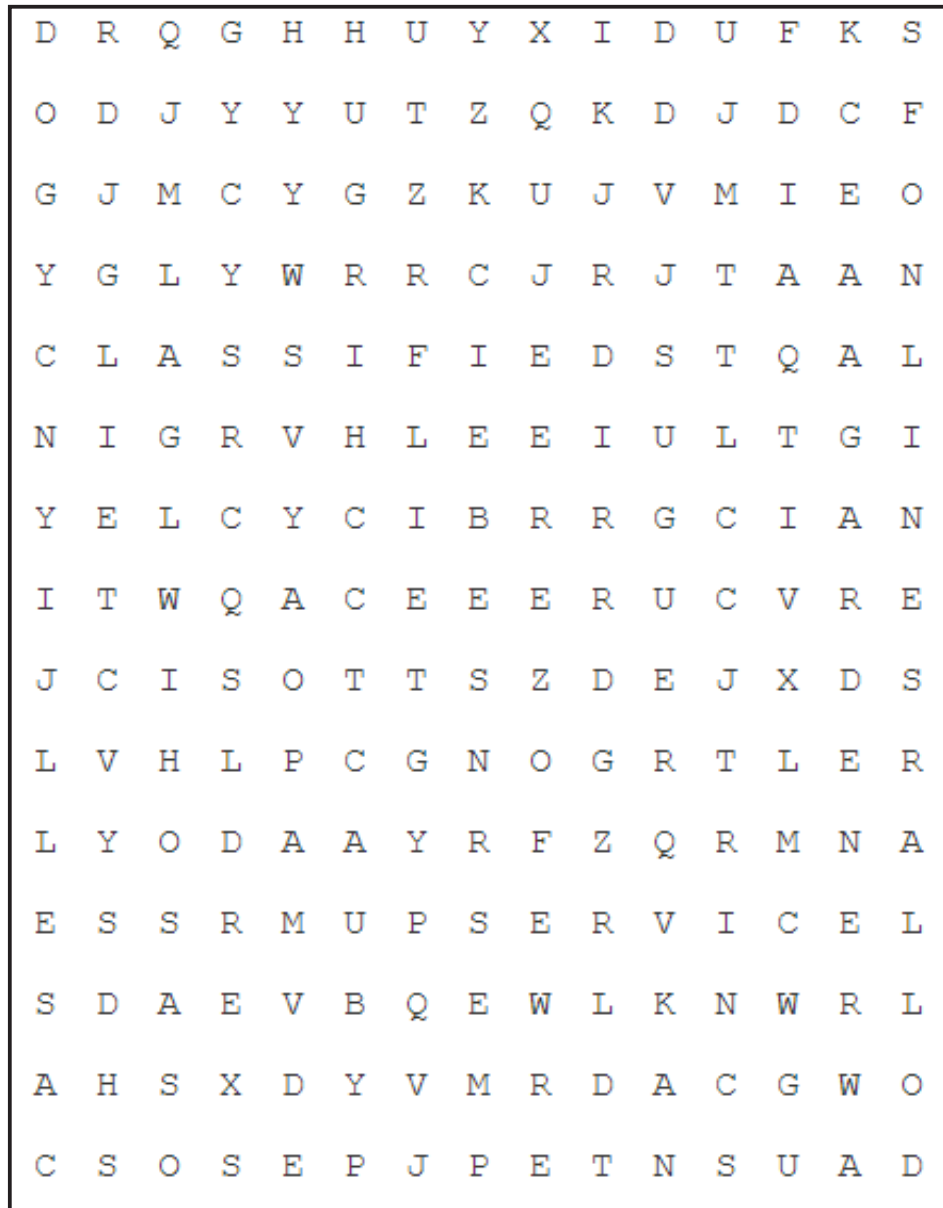 D R Q G H H U Y X I D U F K S
O D J Y Y U T Z Q K D J D C F
G J M C Y G Z K U J V M I E O
Y G L Y W R R C J R J T A A N
C L A S S I F I E D S T Q A L
N I G R V H L E E I U L T G I
Y E L C Y C I B R R G C I A N
I T W Q A C E E E R U C V R E
J C I S O T T S Z D E J X D S
L V H L P C G N O G R T L E R
L Y O D A A Y R F Z Q R M N A
E S S R M U P S E R V I C E L
S D A E V B Q E W L K N W R L
A H S X D Y V M R D A C G W O
C S O S E P J P E T N S U A D